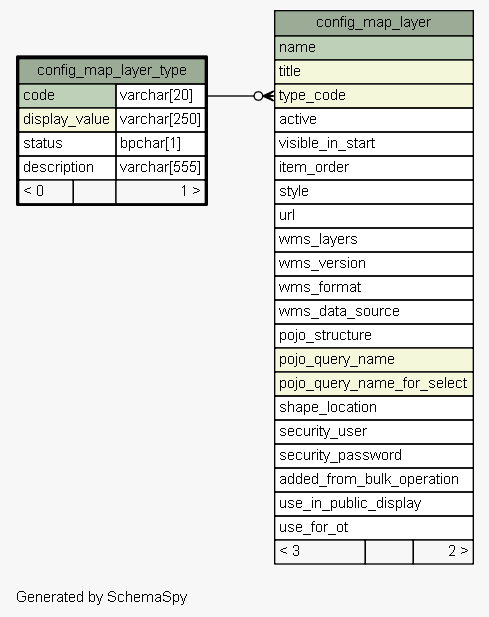 config_map_layer_type
code varchar[20]
display_value varchar[250]
status bpchar[1]
description varchar[555]
< 0 1 >
config_map_layer
name
title
type_code
active
visible_in_start
item_order
style
url
wms_layers
wms_version
wms_format
wms_data_source
pojo_structure
pojo_query_name
pojo_query_name_for_select
shape_location
security_user
security_password
added_from_bulk_operation
use_in_public_display
use_for_ot
< 3 2 >
Generated by SchemaSpy